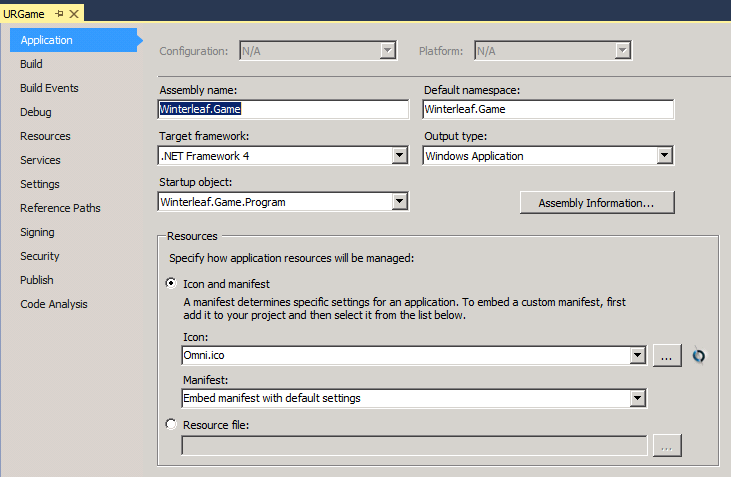 URGame
Application
Build
Build Events
Debug
Resources
Services
Settings
Reference Paths
Signing
Security
Publish
Code Analysis
Configuration: N/A Platform: N/A
Assembly name: Default namespace:
Winterleaf.Game Winterleaf.Game
Target framework: Output type:
.NET Framework 4 Windows Application
Startup object:
Winterleaf.Game.Program Assembly Information...
Resources
Specify how application resources will be managed:
Icon and manifest
A manifest determines specific settings for an application. To embed a custom manifest, first
add it to your project and then select it from the list below.
Icon:
Omni.ico ...
Manifest:
Embed manifest with default settings
Resource file:
...